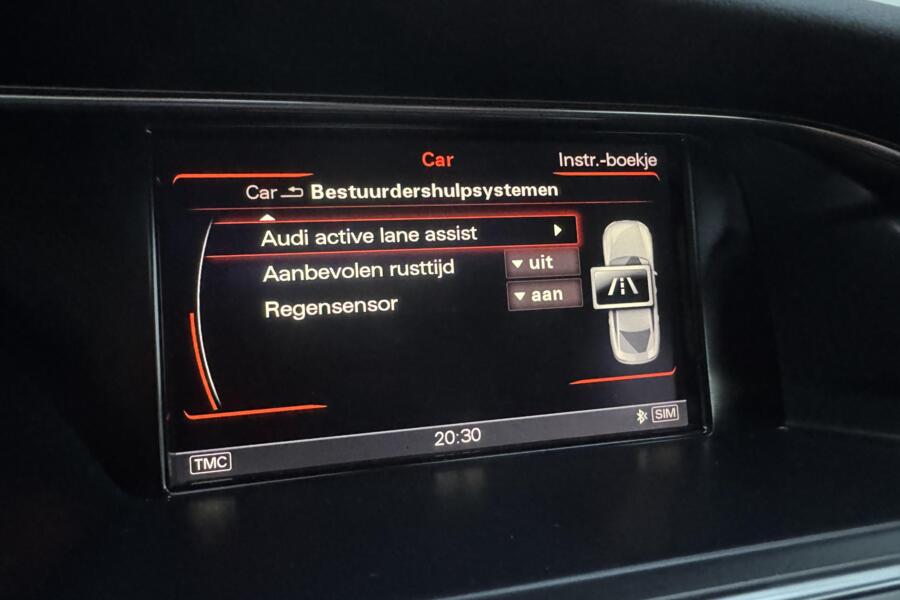 Car
Instr.-boekje
Car Bestuurdershulpsystemen
Audi active lane assist
Aanbevolen rusttijd uit
Regensensor aan
SIM
20:30
TMC